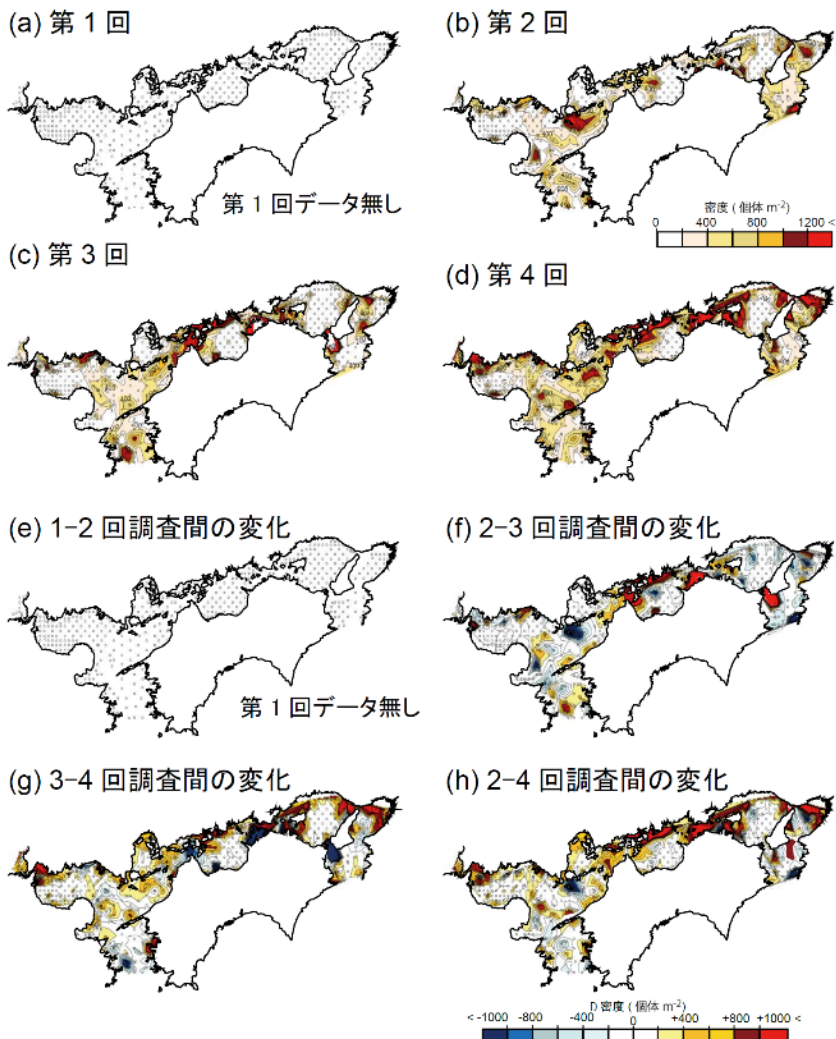 (a) 第 1 回
(b) 第 2 回
第 1 回データ無し
密度 ( 個体 m-2)
0 400 800 1200 <
(c) 第 3 回
(d) 第 4 回
(e) 1-2 回調査間の変化
(f) 2-3 回調査間の変化
第 1 回データ無し
(g) 3-4 回調査間の変化
(h) 2-4 回調査間の変化
D 密度 ( 個体 m-2)
< -1000 -800 -400 0 +400 +800 +1000 <